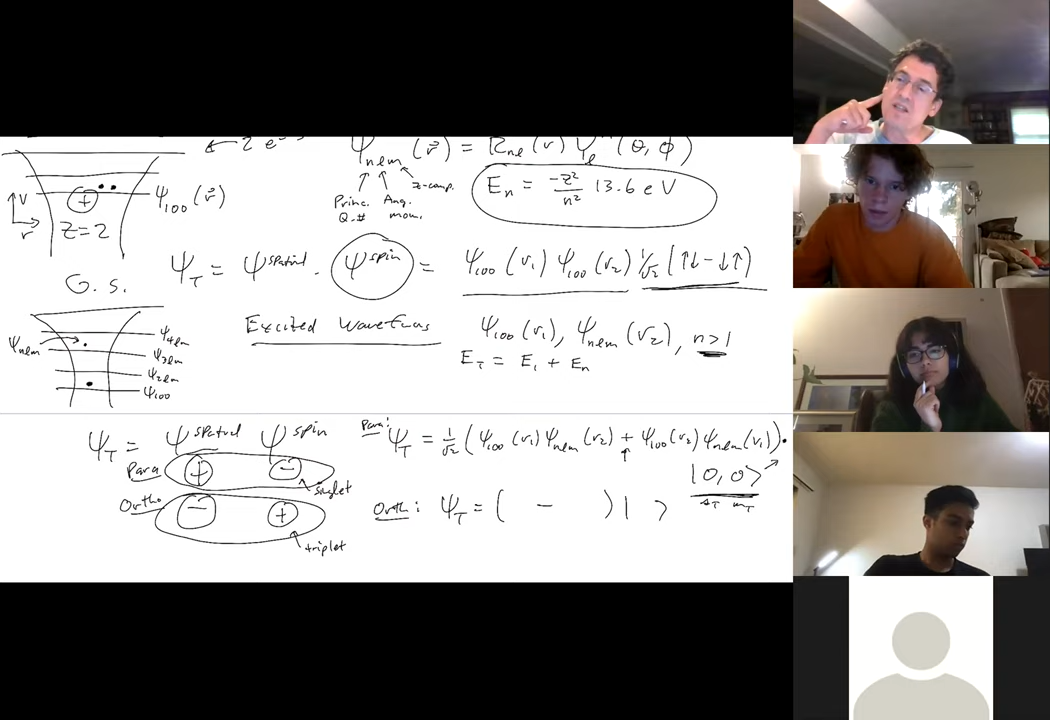 ← 2 e⁻'s
Ψnlm (r⃗) = Rnl (r) Yℓᵐ (θ, φ)
Princ. Q.# Ang. mom. z-comp.
En = -Z²/n² 13.6 eV
V
r
+
Z=2
Ψ100 (r⃗)
ΨT = Ψspatial · Ψspin = Ψ100 (r1) Ψ100 (r2) 1/√2 [↑↓ - ↓↑]
G.S.
Excited Wavefcns Ψ100 (r1), Ψnlm (r2), n>1
ET = E1 + En
Ψnlm
Ψ4lm
Ψ3lm
Ψ2lm
Ψ100
ΨT = Ψspatial Ψspin
Para + - singlet
Ortho - + triplet
Para: ΨT = 1/√2 (Ψ100 (r1) Ψnlm (r2) + Ψ100 (r2) Ψnlm (r1)) ·
|0,0>
sT mT
Orth: ΨT = ( - ) | >